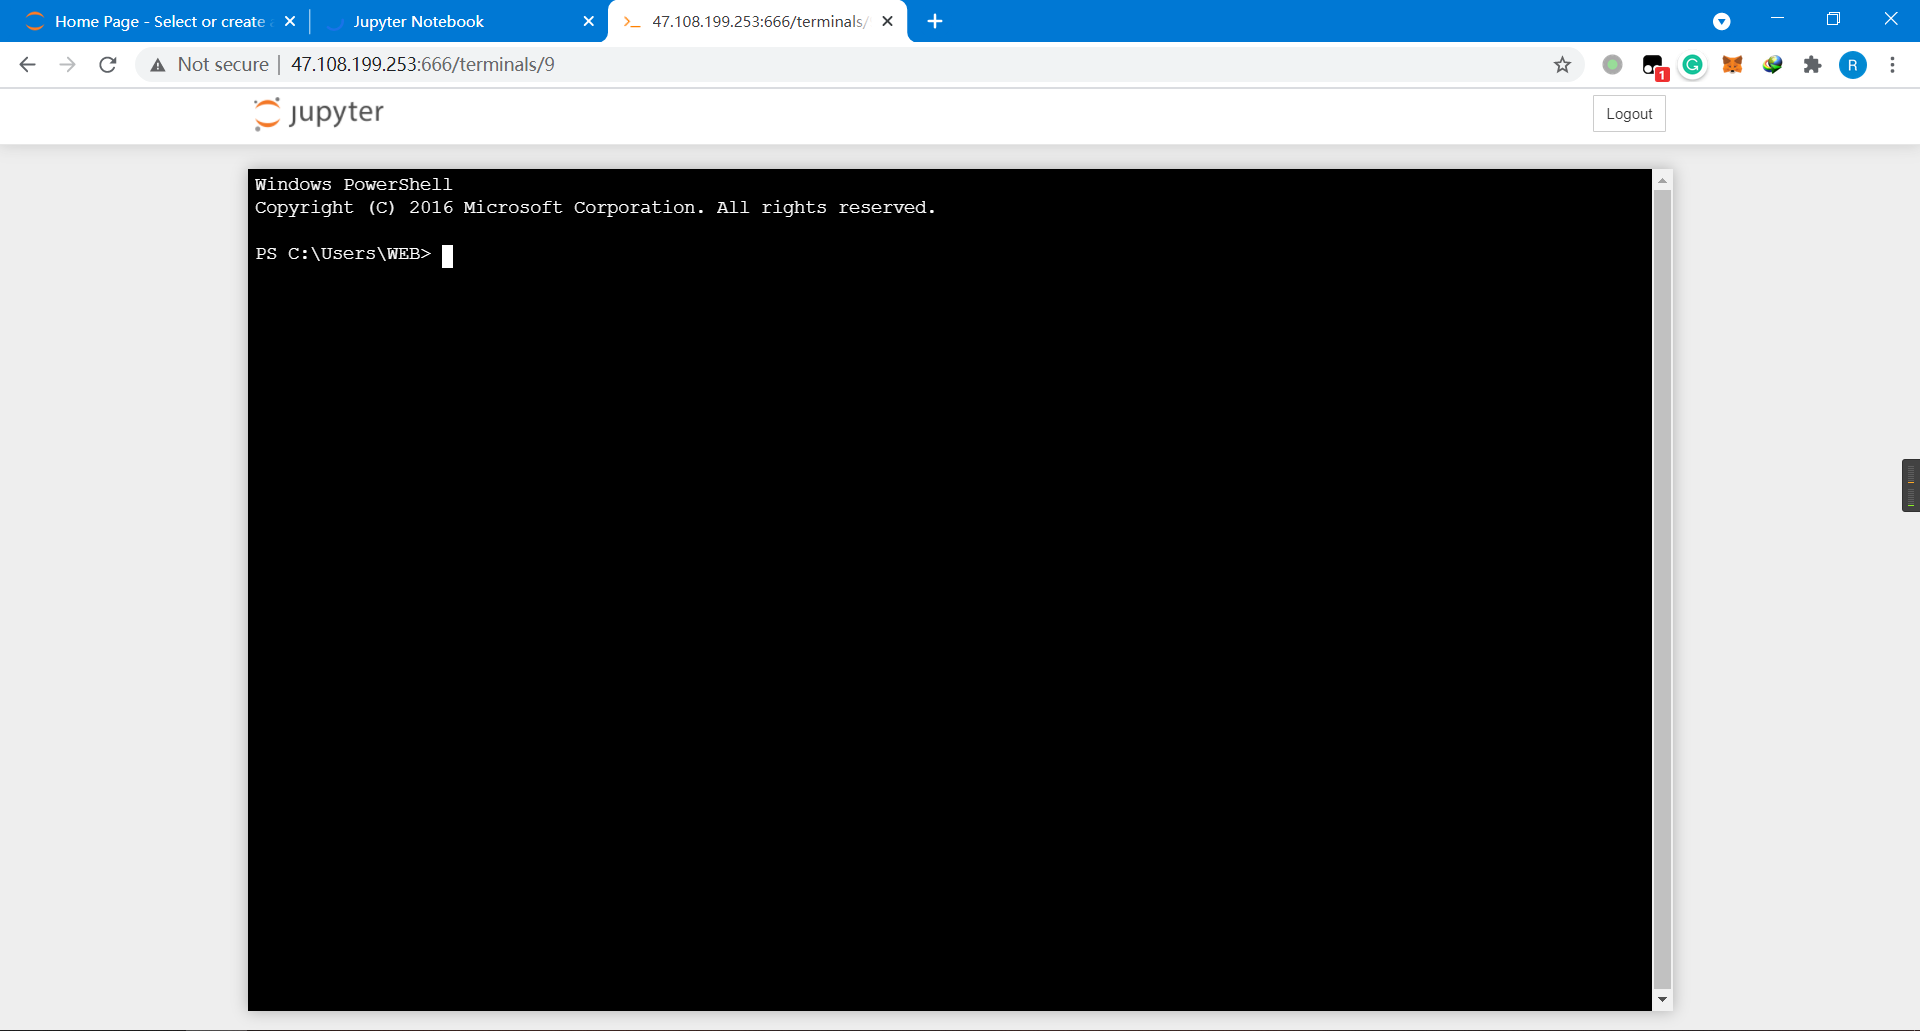 Home Page - Select or create
Jupyter Notebook
47.108.199.253:666/terminals/
Not secure | 47.108.199.253:666/terminals/9
1
R
jupyter
Logout
Windows PowerShell
Copyright (C) 2016 Microsoft Corporation. All rights reserved.
PS C:\Users\WEB>